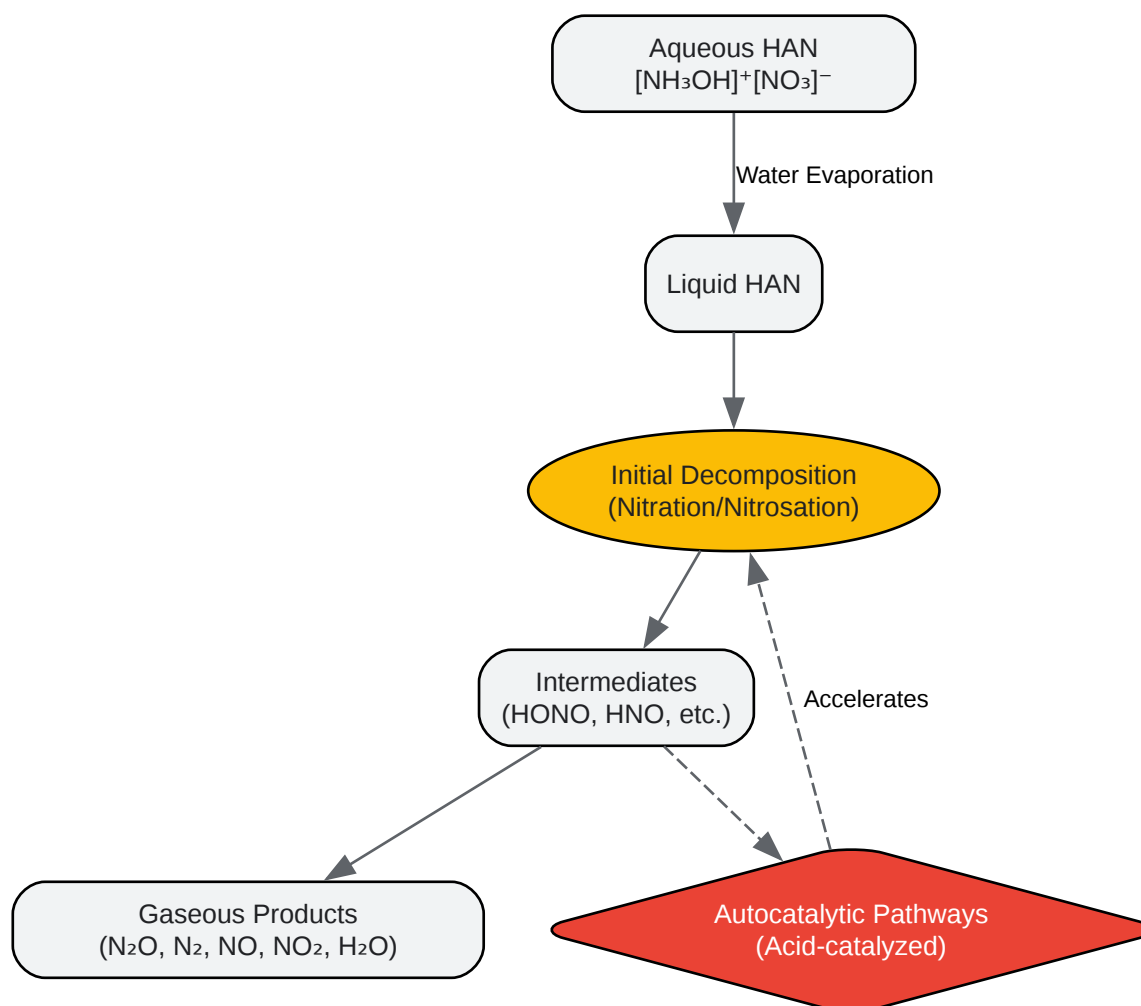 Aqueous HAN
[NH₃OH]⁺[NO₃]⁻
Water Evaporation
Liquid HAN
Initial Decomposition
(Nitration/Nitrosation)
Intermediates
(HONO, HNO, etc.)
Accelerates
Gaseous Products
(N₂O, N₂, NO, NO₂, H₂O)
Autocatalytic Pathways
(Acid-catalyzed)